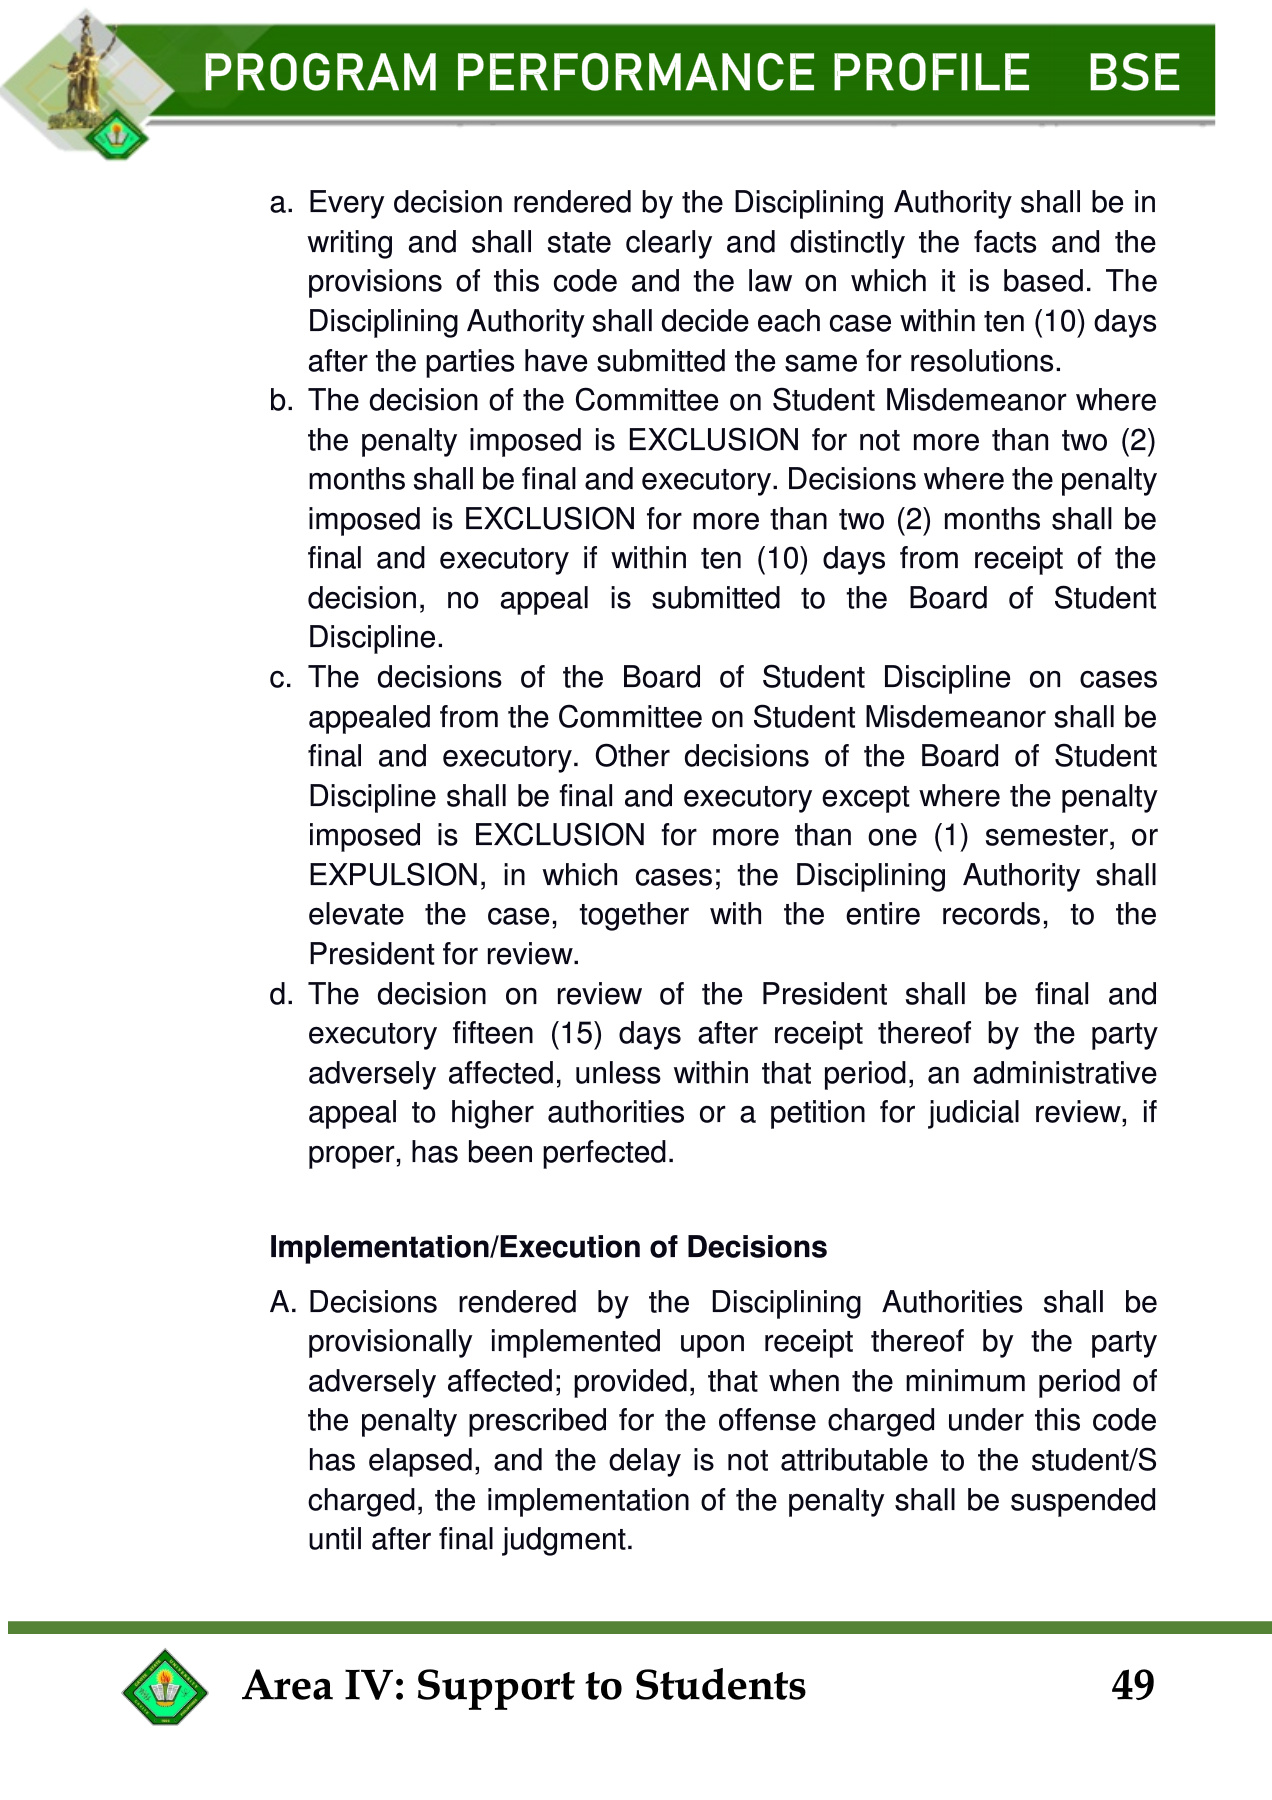 PROGRAM PERFORMANCE PROFILE BSE
a. Every decision rendered by the Disciplining Authority shall be in
writing and shall state clearly and distinctly the facts and the
provisions of this code and the law on which it is based. The
Disciplining Authority shall decide each case within ten (10) days
after the parties have submitted the same for resolutions.
b. The decision of the Committee on Student Misdemeanor where
the penalty imposed is EXCLUSION for not more than two (2)
months shall be final and executory. Decisions where the penalty
imposed is EXCLUSION for more than two (2) months shall be
final and executory if within ten (10) days from receipt of the
decision, no appeal is submitted to the Board of Student
Discipline.
c. The decisions of the Board of Student Discipline on cases
appealed from the Committee on Student Misdemeanor shall be
final and executory. Other decisions of the Board of Student
Discipline shall be final and executory except where the penalty
imposed is EXCLUSION for more than one (1) semester, or
EXPULSION, in which cases; the Disciplining Authority shall
elevate the case, together with the entire records, to the
President for review.
d. The decision on review of the President shall be final and
executory fifteen (15) days after receipt thereof by the party
adversely affected, unless within that period, an administrative
appeal to higher authorities or a petition for judicial review, if
proper, has been perfected.
Implementation/Execution of Decisions
A. Decisions rendered by the Disciplining Authorities shall be
provisionally implemented upon receipt thereof by the party
adversely affected; provided, that when the minimum period of
the penalty prescribed for the offense charged under this code
has elapsed, and the delay is not attributable to the student/S
charged, the implementation of the penalty shall be suspended
until after final judgment.
Area IV: Support to Students 49